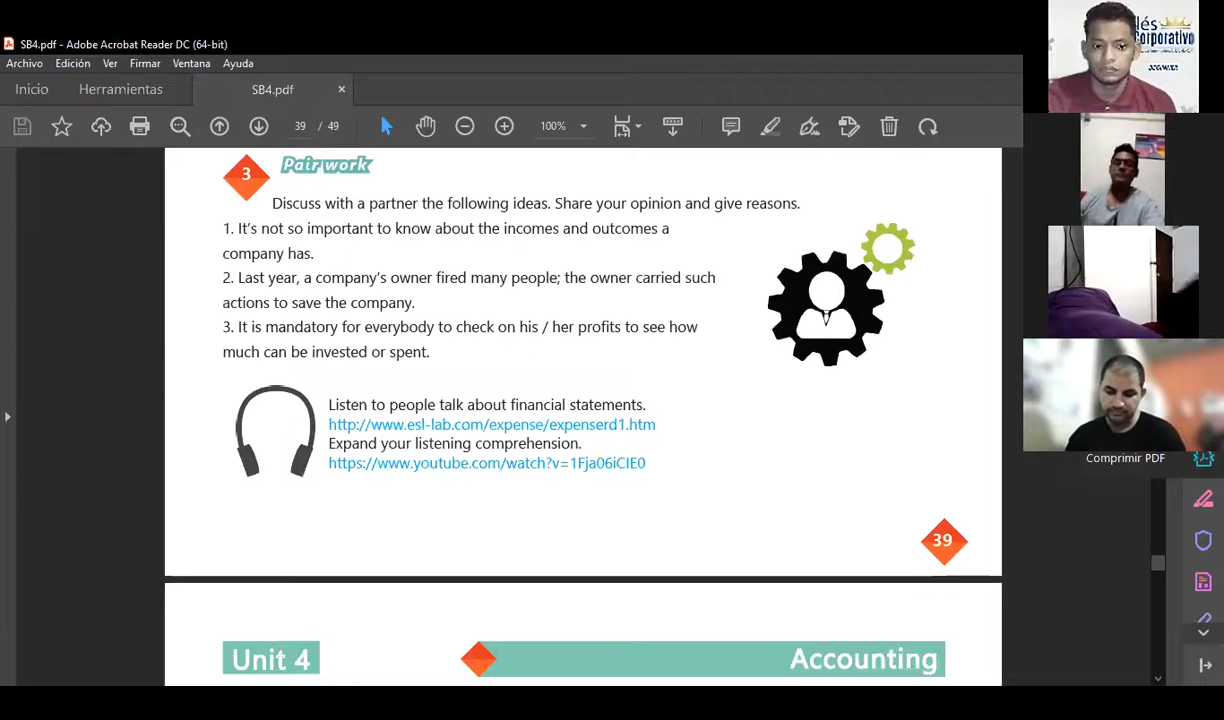 SB4.pdf - Adobe Acrobat Reader DC (64-bit)
Archivo Edición Ver Firmar Ventana Ayuda
Inicio Herramientas SB4.pdf ×
39 / 49 100%
3 Pair work
Discuss with a partner the following ideas. Share your opinion and give reasons.
1. It's not so important to know about the incomes and outcomes a
company has.
2. Last year, a company's owner fired many people; the owner carried such
actions to save the company.
3. It is mandatory for everybody to check on his / her profits to see how
much can be invested or spent.
Listen to people talk about financial statements.
http://www.esl-lab.com/expense/expenserd1.htm
Expand your listening comprehension.
https://www.youtube.com/watch?v=1Fja06iCIE0
39
Unit 4 Accounting
lés
Corporativo
Comprimir PDF